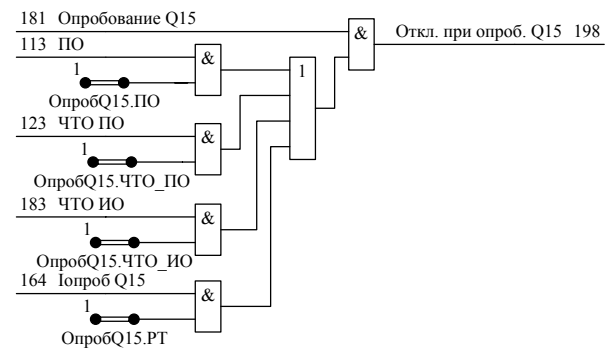 181 Опробование Q15
&
Откл. при опроб. Q15 198
113 ПО
&
1
1
ОпробQ15.ПО
123 ЧТО ПО
&
1
ОпробQ15.ЧТО_ПО
183 ЧТО ИО
&
1
ОпробQ15.ЧТО_ИО
164 Iопроб Q15
&
1
ОпробQ15.РТ